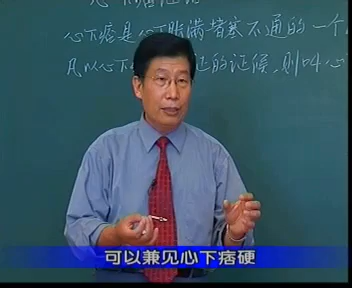 心下痞是心下胀满堵塞不通的一个
凡以心下 的证候,则叫心
可以兼见心下痞硬